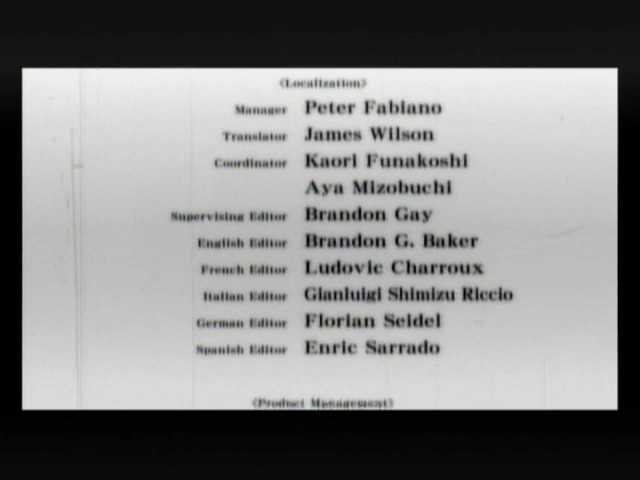 《Localization》
Manager Peter Fabiano
Translator James Wilson
Coordinator Kaori Funakoshi
Aya Mizobuchi
Supervising Editor Brandon Gay
English Editor Brandon G. Baker
French Editor Ludovic Charroux
Italian Editor Gianluigi Shimizu Riccio
German Editor Florian Seidel
Spanish Editor Enric Sarrado
《Product Management》